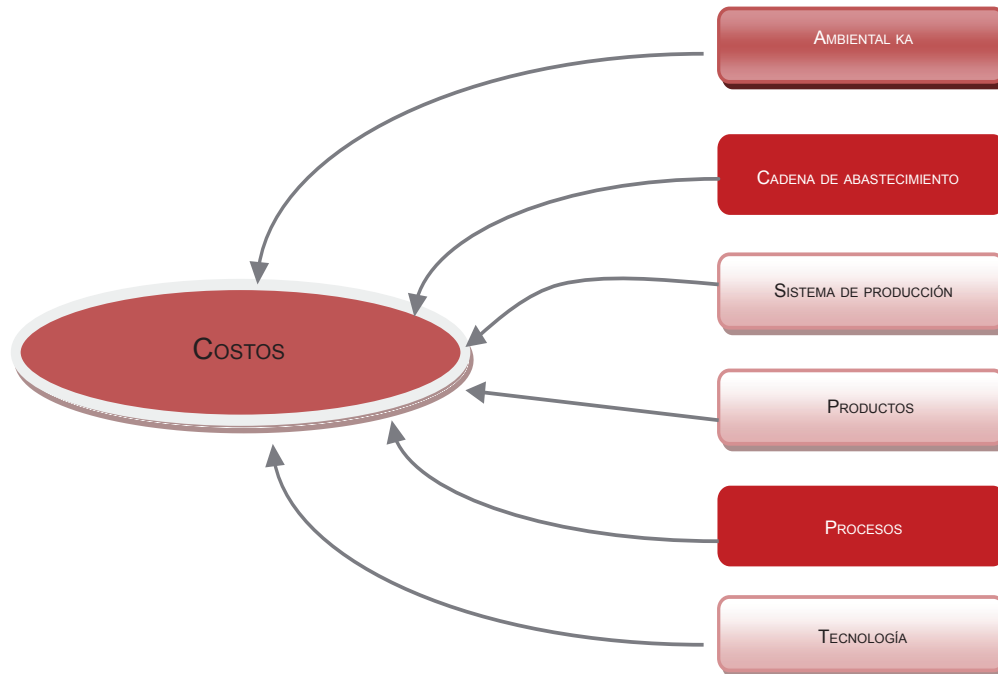 Ambiental ka
Cadena de abastecimiento
Sistema de producción
Costos
Productos
Procesos
Tecnología